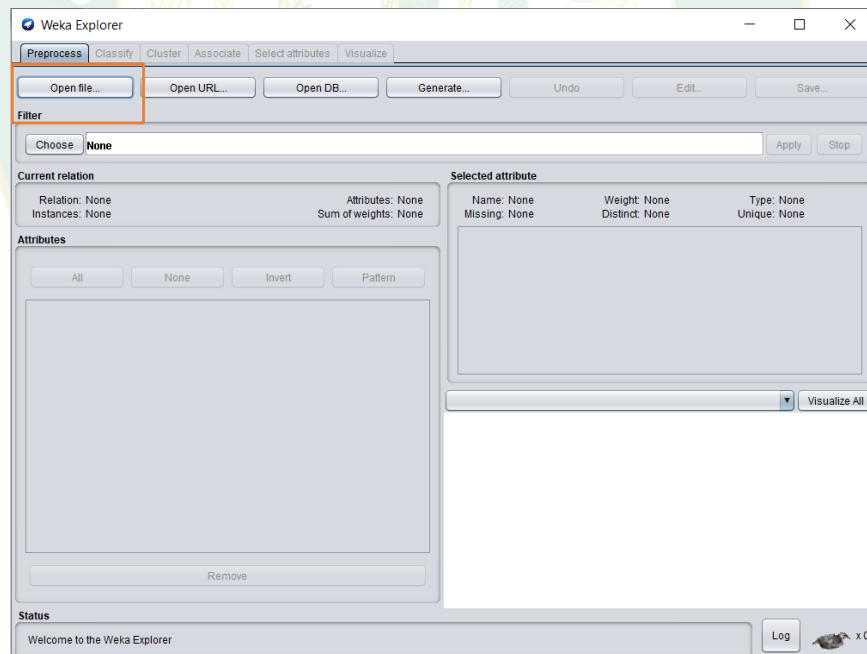 Weka Explorer
Preprocess Classify Cluster Associate Select attributes Visualize
Open file... Open URL... Open DB... Generate... Undo Edit... Save...
Filter
Choose None Apply Stop
Current relation
Relation: None Attributes: None
Instances: None Sum of weights: None
Selected attribute
Name: None Weight: None Type: None
Missing: None Distinct: None Unique: None
Attributes
All None Invert Pattern
Visualize All
Remove
Status
Welcome to the Weka Explorer
Log x 0